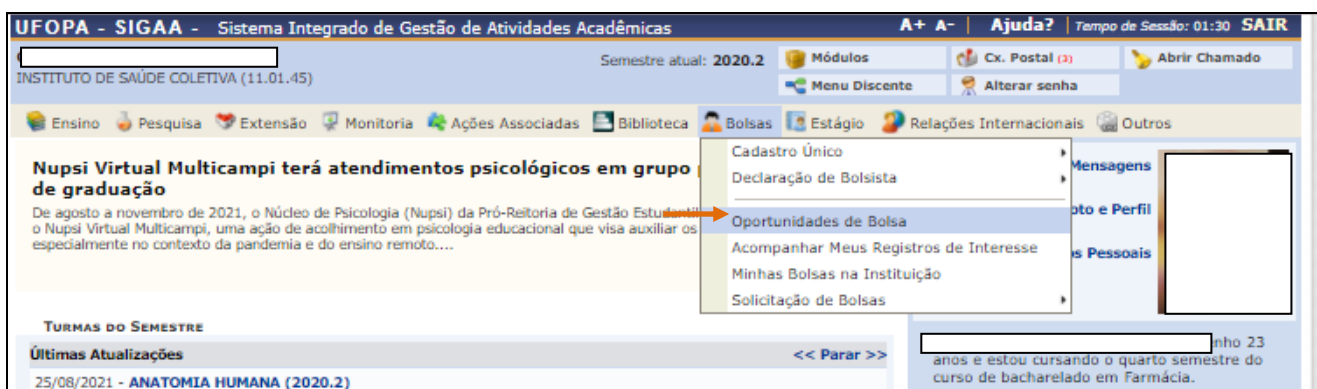 UFOPA - SIGAA - Sistema Integrado de Gestão de Atividades Acadêmicas A+ A- | Ajuda? | Tempo de Sessão: 01:30 SAIR
INSTITUTO DE SAÚDE COLETIVA (11.01.45)
Semestre atual: 2020.2
Módulos
Cx. Postal (3)
Abrir Chamado
Menu Discente
Alterar senha
Ensino Pesquisa Extensão Monitoria Ações Associadas Biblioteca Bolsas Estágio Relações Internacionais Outros
Cadastro Único
Declaração de Bolsista
Oportunidades de Bolsa
Acompanhar Meus Registros de Interesse
Minhas Bolsas na Instituição
Solicitação de Bolsas
Nupsi Virtual Multicampi terá atendimentos psicológicos em grupo
de graduação
De agosto a novembro de 2021, o Núcleo de Psicologia (Nupsi) da Pró-Reitoria de Gestão Estudantil
o Nupsi Virtual Multicampi, uma ação de acolhimento em psicologia educacional que visa auxiliar os
especialmente no contexto da pandemia e do ensino remoto....
Mensagens
Perfil
Pessoais
TURMAS DO SEMESTRE
Últimas Atualizações << Parar >>
25/08/2021 - ANATOMIA HUMANA (2020.2)
23
anos e estou cursando o quarto semestre do
curso de bacharelado em Farmácia.